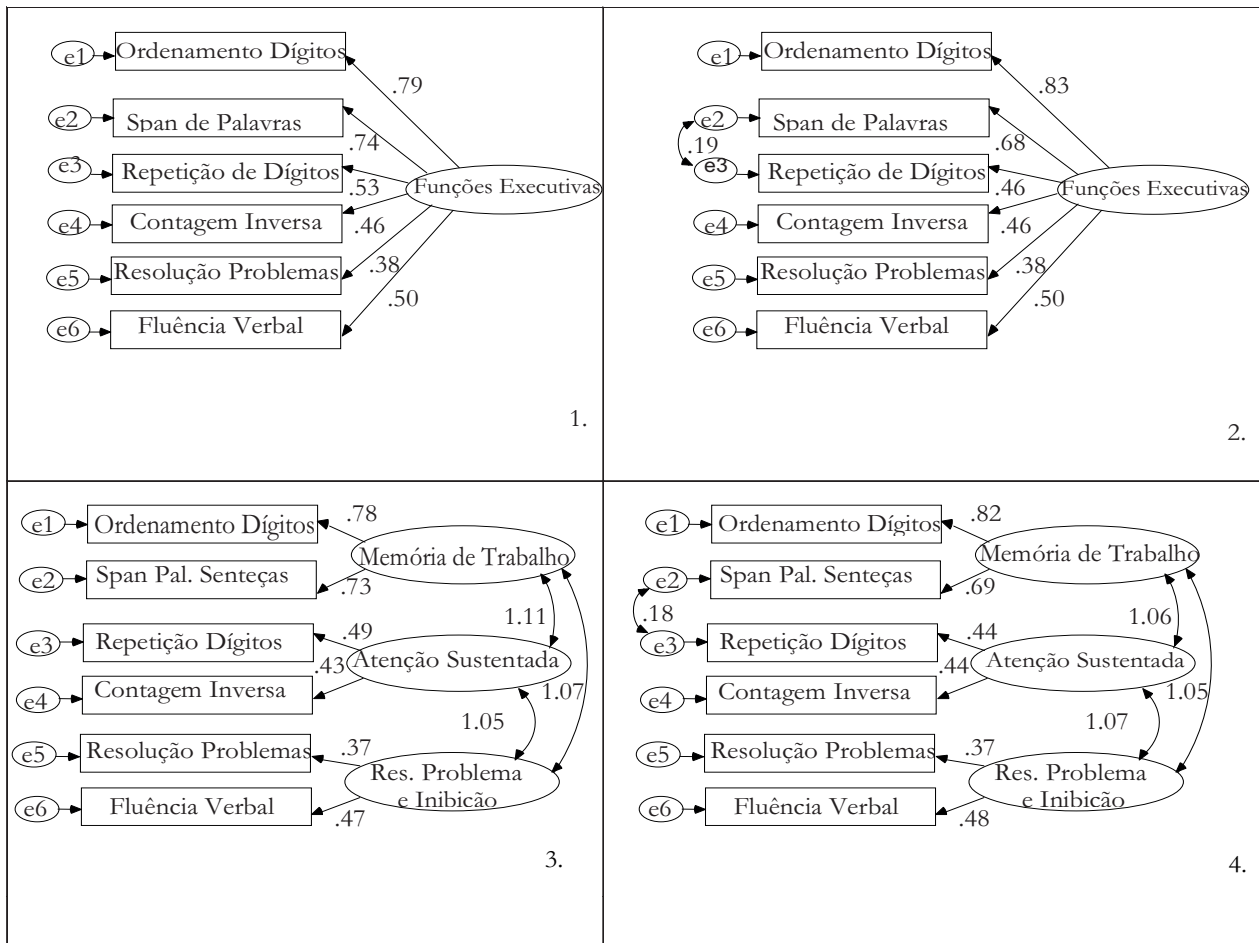 e1
Ordenamento Dígitos
.79
e2
Span de Palavras
.74
e3
Repetição de Dígitos
.53
Funções Executivas
e4
Contagem Inversa
.46
e5
Resolução Problemas
.38
.50
e6
Fluência Verbal
1.
e1
Ordenamento Dígitos
.83
e2
Span de Palavras
.19
.68
e3
Repetição de Dígitos
.46
Funções Executivas
e4
Contagem Inversa
.46
e5
Resolução Problemas
.38
.50
e6
Fluência Verbal
2.
e1
Ordenamento Dígitos
.78
Memória de Trabalho
e2
Span Pal. Senteças
.73
1.11
e3
Repetição Dígitos
.49
Atenção Sustentada
e4
Contagem Inversa
.43
1.07
1.05
e5
Resolução Problemas
.37
Res. Problema
e Inibicão
e6
Fluência Verbal
.47
3.
e1
Ordenamento Dígitos
.82
Memória de Trabalho
e2
Span Pal. Senteças
.69
.18
1.06
e3
Repetição Dígitos
.44
Atenção Sustentada
e4
Contagem Inversa
.44
1.05
1.07
e5
Resolução Problemas
.37
Res. Problema
e Inibicão
e6
Fluência Verbal
.48
4.